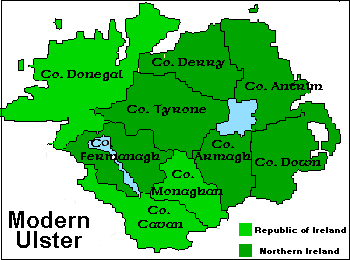 Co. Derry
Co. Donegal
Co. Antrim
Co. Tyrone
Co.
Fermanagh
Co.
Armagh
Co. Down
Co.
Monaghan
Co.
Cavan
Modern
Ulster
Republic of Ireland
Northern Ireland